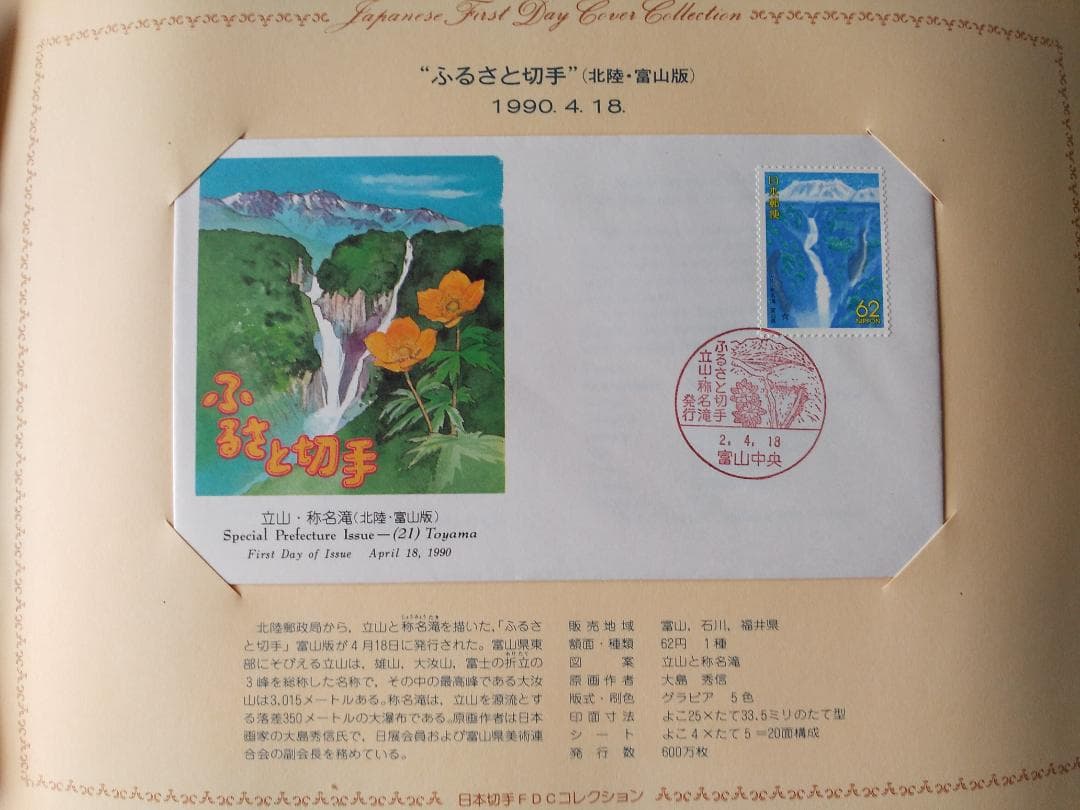 Japanese First Day Cover Collection
“ふるさと切手”(北陸・富山版)
1990. 4. 18.
日本郵便
62
NIPPON
ふるさと切手
立山・称名滝
発行
2. 4. 18
富山中央
ふるさと切手
立山・称名滝(北陸・富山版)
Special Prefecture Issue—(21) Toyama
First Day of Issue April 18, 1990
北陸郵政局から,立山と称名滝を描いた,「ふるさ
と切手」富山版が4月18日に発行された。富山県東
部にそびえる立山は,雄山,大汝山,富士の折立の
3峰を総称した名称で,その中の最高峰である大汝
山は3,015メートルある。称名滝は,立山を源流とす
る落差350メートルの大瀑布である。原画作者は日本
画家の大島秀信氏で,日展会員および富山県美術連
合会の副会長を務めている。
販売地域 富山,石川,福井県
額面・種類 62円 1種
図案 立山と称名滝
原画作者 大島 秀信
版式・刷色 グラビア 5色
印面寸法 よこ25×たて33.5ミリのたて型
シート よこ4×たて5=20面構成
発行数 600万枚
日本切手FDCコレクション